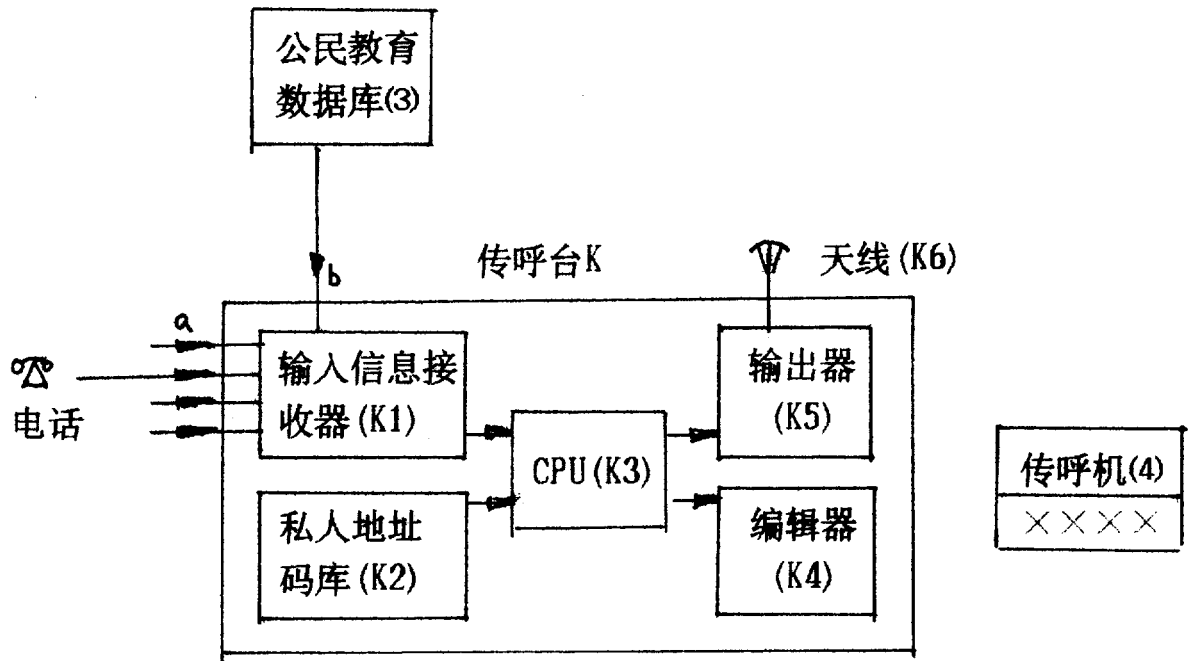 公民教育
数据库(3)
b
传呼台K
天线(K6)
a
电话
输入信息接
收器(K1)
输出器
(K5)
CPU(K3)
私人地址
码库(K2)
编辑器
(K4)
传呼机(4)
××××